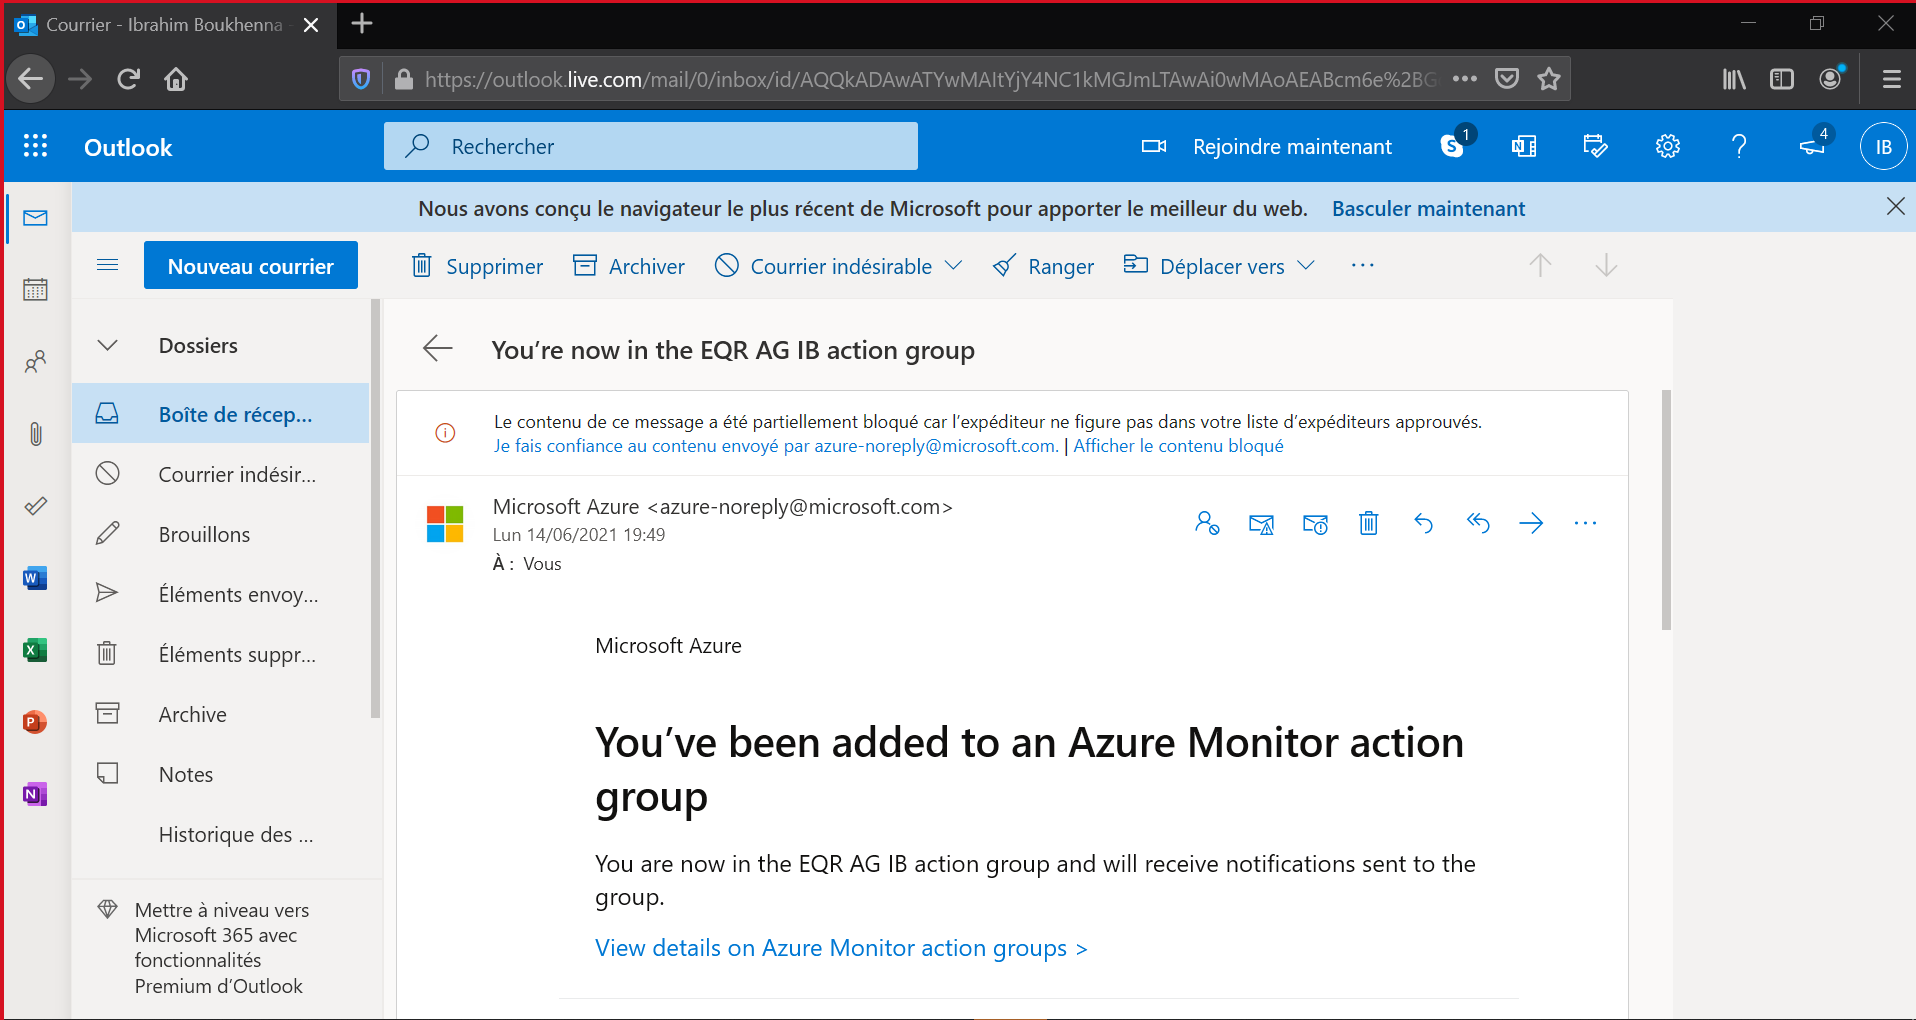 Courrier - Ibrahim Boukhenna -
https://outlook.live.com/mail/0/inbox/id/AQQkADAwATYwMAItYjY4NC1kMGJmLTAwAi0wMAoAEABcm6e%2BG
Outlook
Rechercher
Rejoindre maintenant
1
4
IB
Nous avons conçu le navigateur le plus récent de Microsoft pour apporter le meilleur du web. Basculer maintenant
Nouveau courrier
Supprimer
Archiver
Courrier indésirable
Ranger
Déplacer vers
Dossiers
Boîte de récep...
Courrier indésir...
Brouillons
Éléments envoy...
Éléments suppr...
Archive
Notes
Historique des ...
Mettre à niveau vers
Microsoft 365 avec
fonctionnalités
Premium d'Outlook
You're now in the EQR AG IB action group
Le contenu de ce message a été partiellement bloqué car l'expéditeur ne figure pas dans votre liste d'expéditeurs approuvés.
Je fais confiance au contenu envoyé par azure-noreply@microsoft.com. | Afficher le contenu bloqué
Microsoft Azure <azure-noreply@microsoft.com>
Lun 14/06/2021 19:49
À : Vous
Microsoft Azure
You've been added to an Azure Monitor action
group
You are now in the EQR AG IB action group and will receive notifications sent to the
group.
View details on Azure Monitor action groups >